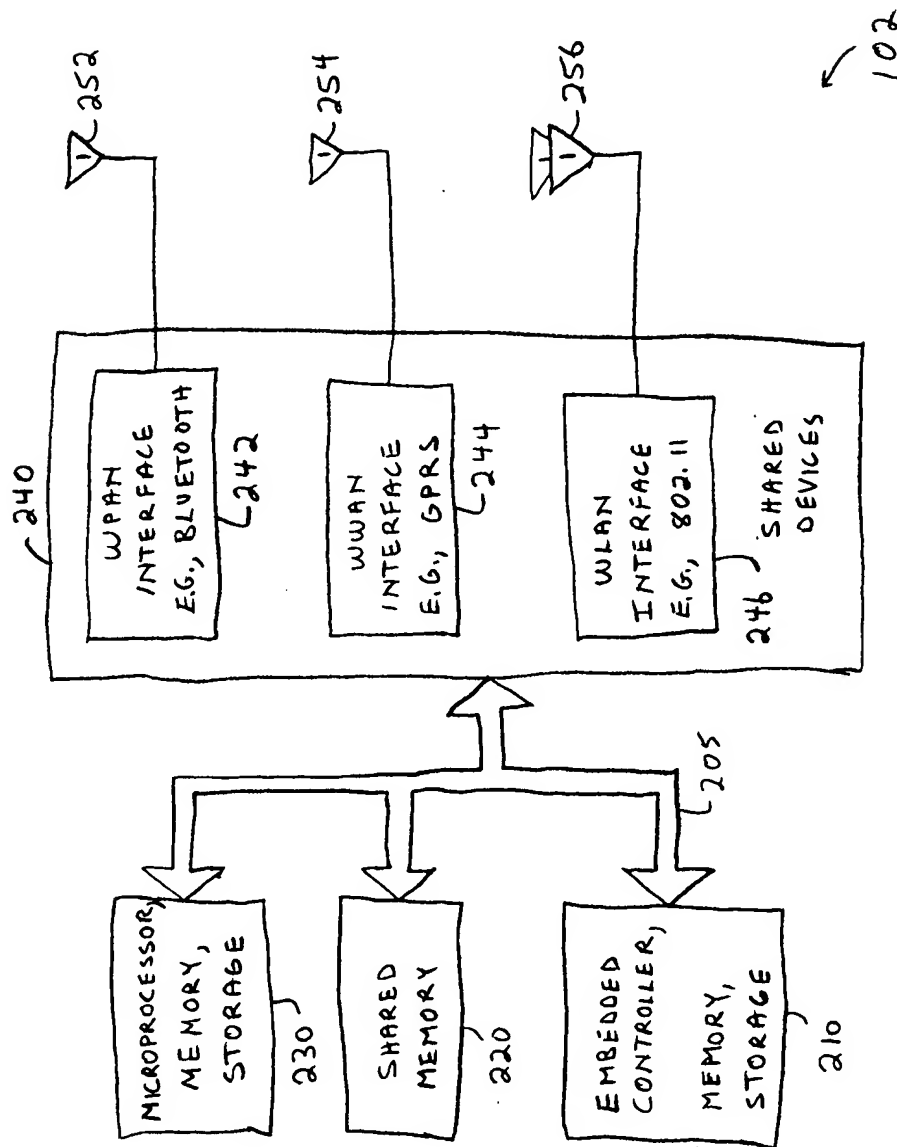 MICROPROCESSOR,
MEMORY,
STORAGE
230
SHARED
MEMORY
220
EMBEDDED
CONTROLLER,
MEMORY,
STORAGE
210
205
240
WPAN
INTERFACE
E.G., BLUETOOTH
242
WWAN
INTERFACE
E.G., GPRS
244
WLAN
INTERFACE
E.G., 802.11
246
SHARED
DEVICES
252
254
256
102